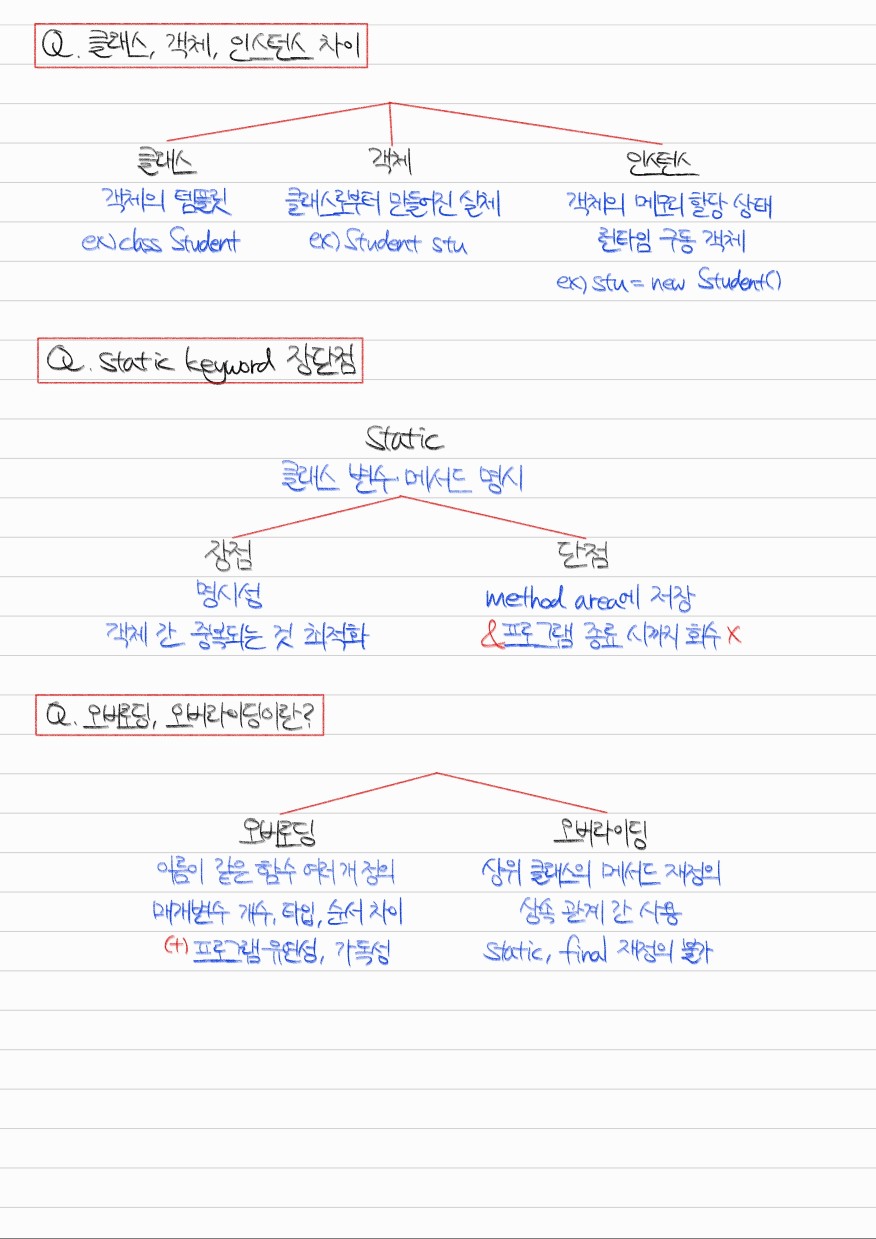 Q. 클래스, 객체, 인스턴스 차이
클래스 객체 인스턴스
객체의 템플릿 클래스로부터 만들어진 실체 객체의 메모리 할당 상태
ex) class Student ex) Student stu 런타임 구동 객체
ex) stu = new Student()
Q. static keyword 장단점
Static
클래스 변수·메서드 명시
장점 단점
명시성 method area에 저장
객체 간 중복되는 것 최적화 & 프로그램 종료 시까지 회수 X
Q. 오버로딩, 오버라이딩이란?
오버로딩 오버라이딩
이름이 같은 함수 여러 개 정의 상위 클래스의 메서드 재정의
매개변수 개수, 타입, 순서 차이 상속 관계 간 사용
(+) 프로그램 유연성, 가독성 static, final 재정의 불가